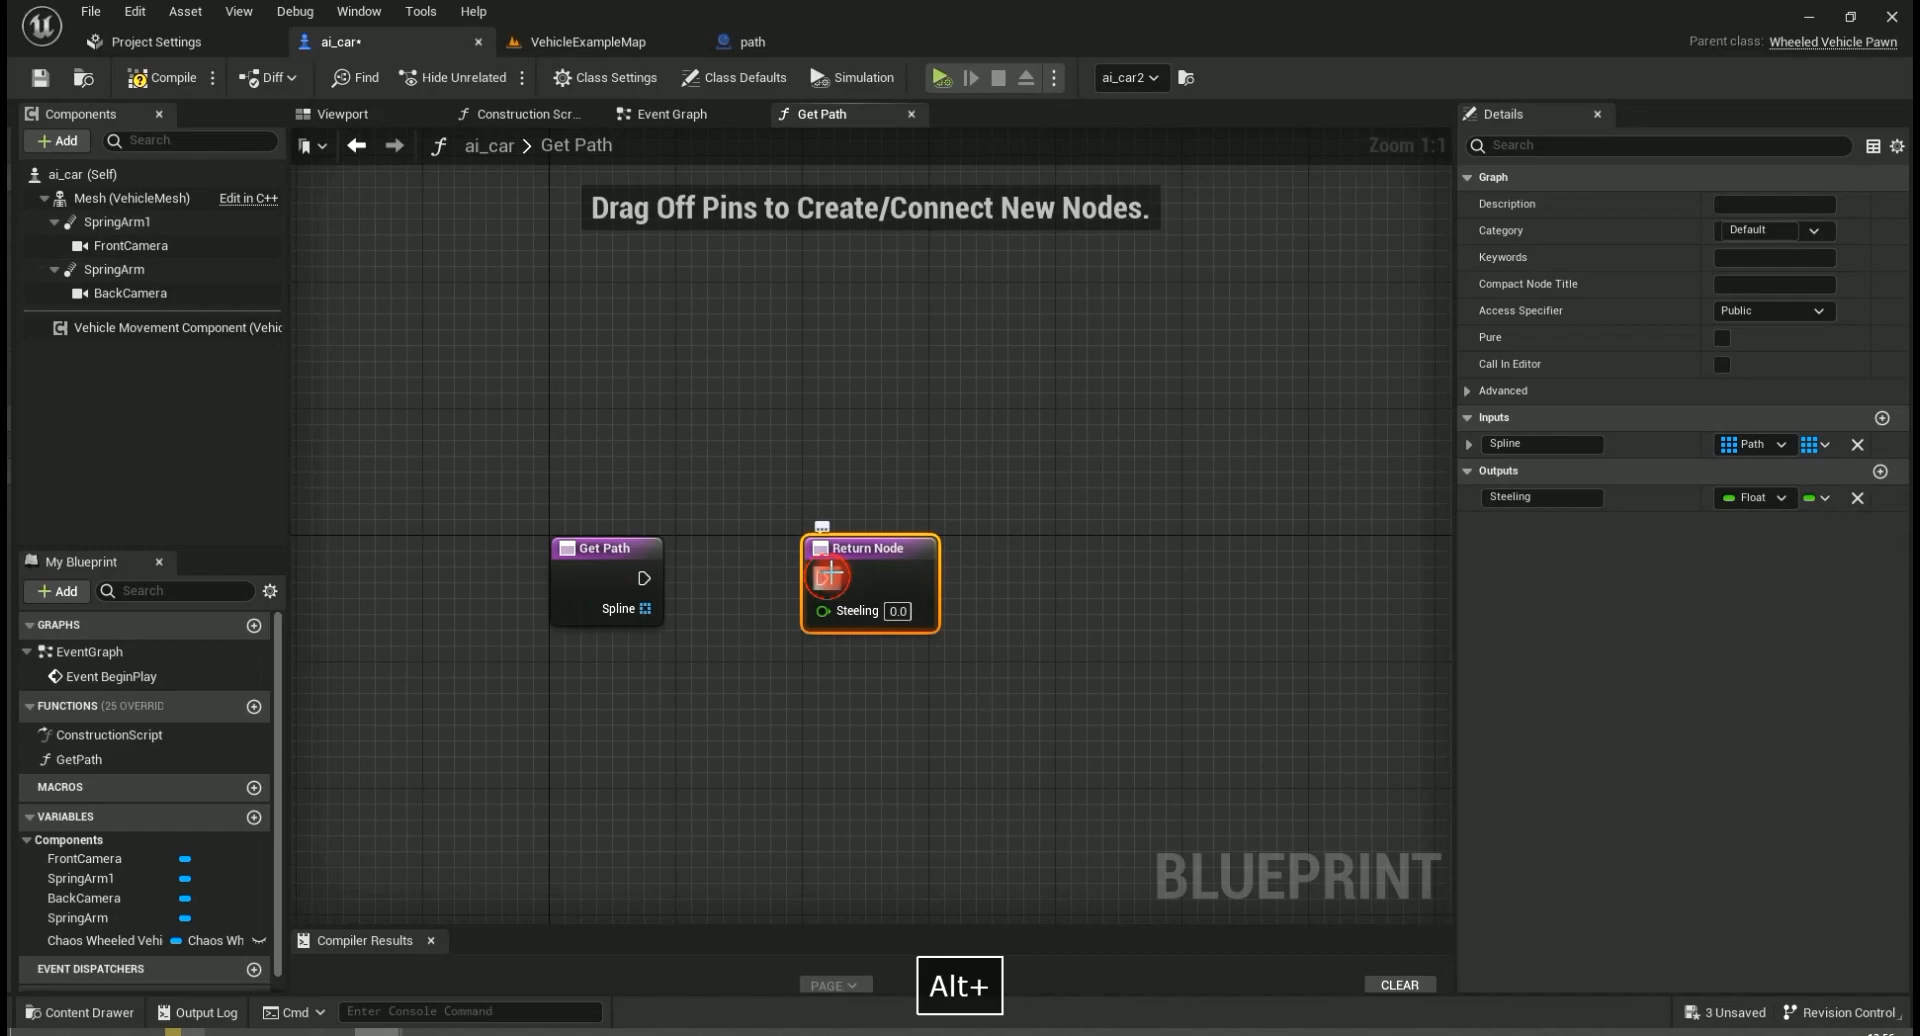 File Edit Asset View Debug Window Tools Help
Project Settings ai_car• VehicleExampleMap path
Parent class: Wheeled Vehicle Pawn
Compile Diff Find Hide Unrelated Class Settings Class Defaults Simulation ai_car2
Components Viewport Construction Scr... Event Graph Get Path Details
Add Search
ai_car > Get Path
Zoom 1:1
Search
ai_car (Self)
Mesh (VehicleMesh) Edit in C++
SpringArm1
FrontCamera
SpringArm
BackCamera
Vehicle Movement Component (Vehic
Drag Off Pins to Create/Connect New Nodes.
Get Path
Spline
Return Node
Steeling 0.0
BLUEPRINT
Graph
Description
Category Default
Keywords
Compact Node Title
Access Specifier Public
Pure
Call In Editor
Advanced
Inputs
Spline Path
Outputs
Steeling Float
My Blueprint
Add Search
GRAPHS
EventGraph
Event BeginPlay
FUNCTIONS (25 OVERRID
ConstructionScript
GetPath
MACROS
VARIABLES
Components
FrontCamera
SpringArm1
BackCamera
SpringArm
Chaos Wheeled Vehi Chaos Wh
EVENT DISPATCHERS
Compiler Results
PAGE
Alt+
CLEAR
Content Drawer Output Log Cmd Enter Console Command
3 Unsaved Revision Control